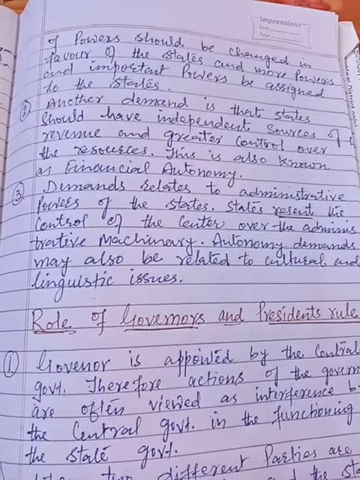 Impressions
of Powers should be changed in
favour of the States and more Powers
and important Powers be assigned
to the States.
② Another demand is that states
Should have independent sources of
revenue and greater control over
the resources. This is also known
as Financial Autonomy.
③ Demands relates to administrative
Powers of the States. States resent the
control of the Center over the adminis
trative Machinary. Autonomy demands
may also be related to cultural and
linguistic issues.
Role of Governors and Presidents rule
① Govenor is appoied by the Central
govt. Therefore actions of the govern
are often viewed as interference b
the Central govt. in the functioning
the State govt.
two different Parties are